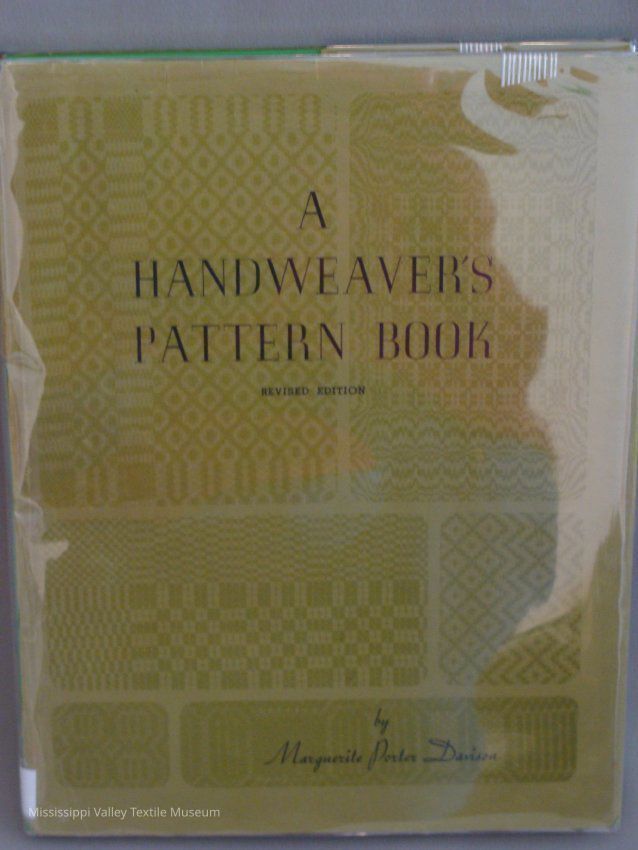 A
HANDWEAVER'S
PATTERN BOOK
REVISED EDITION
by
Marguerite Porter Davison
Mississippi Valley Textile Museum